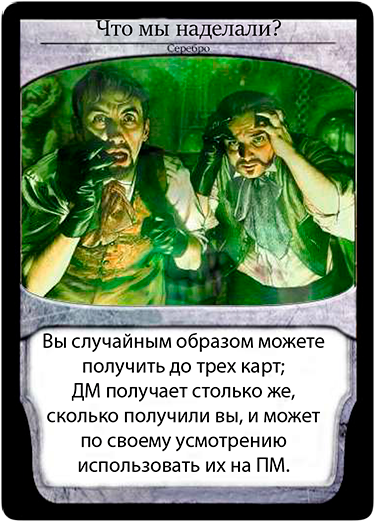 Что мы наделали?
Серебро
Вы случайным образом можете
получить до трех карт;
ДМ получает столько же,
сколько получили вы, и может
по своему усмотрению
использовать их на ПМ.